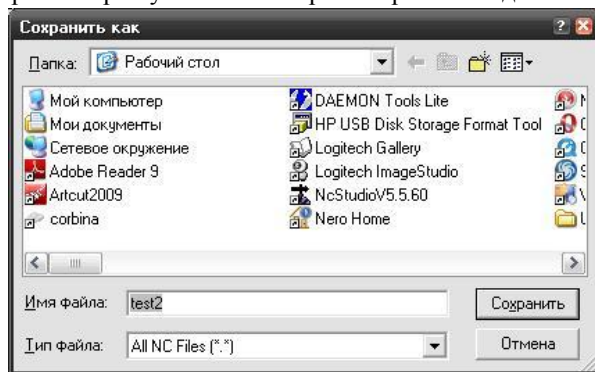 Сохранить как
Папка: Рабочий стол
Мой компьютер
Мои документы
Сетевое окружение
Adobe Reader 9
Artcut2009
corbina
DAEMON Tools Lite
HP USB Disk Storage Format Tool
Logitech Gallery
Logitech ImageStudio
NcStudioV5.5.60
Nero Home
Имя файла: test2
Сохранить
Тип файла: All NC Files (*.*)
Отмена